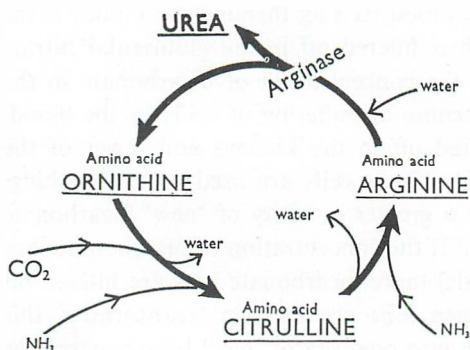 UREA
Arginase
water
Amino acid
ORNITHINE
Amino acid
ARGININE
water
water
CO₂
Amino acid
CITRULLINE
NH₃
NH₃